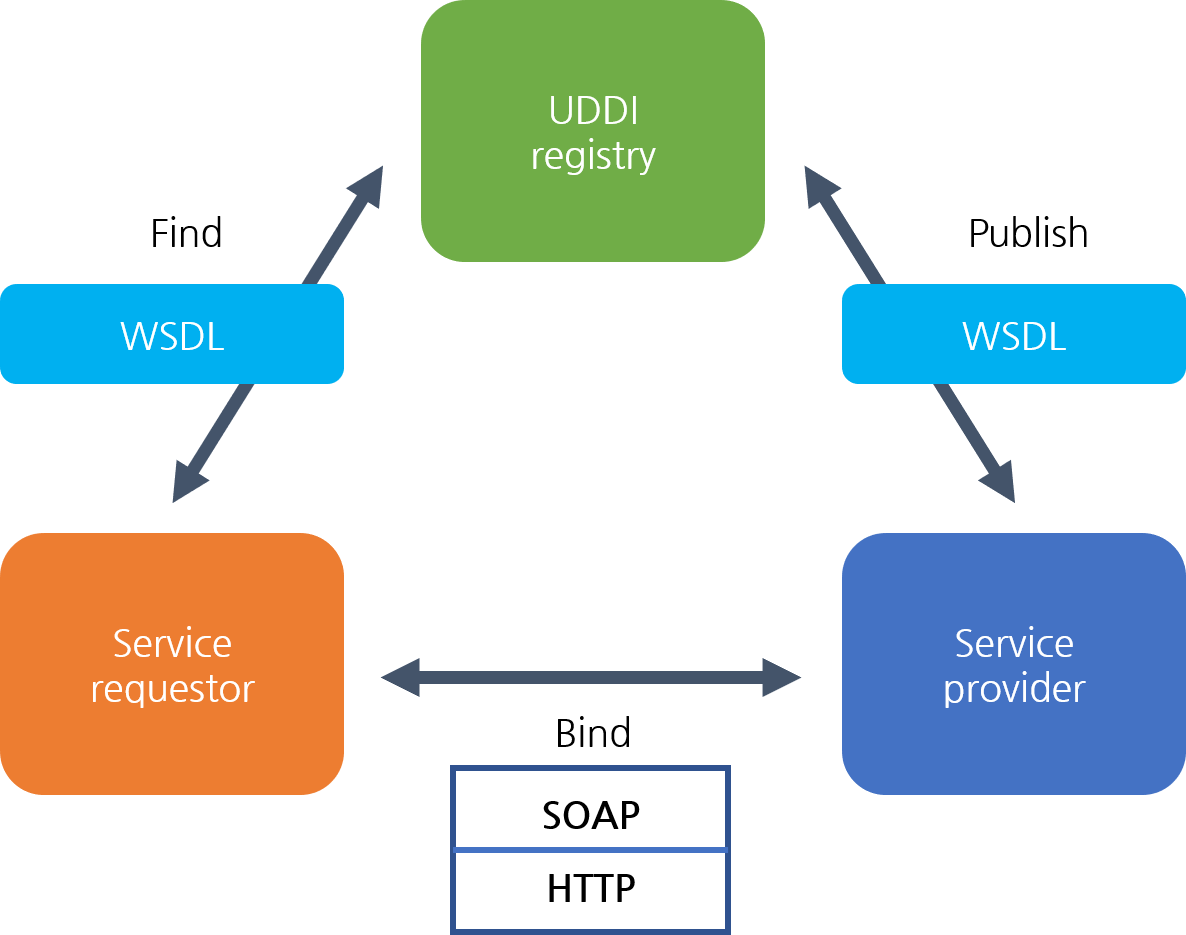 UDDI
registry
Find
Publish
WSDL
WSDL
Service
requestor
Service
provider
Bind
SOAP
HTTP